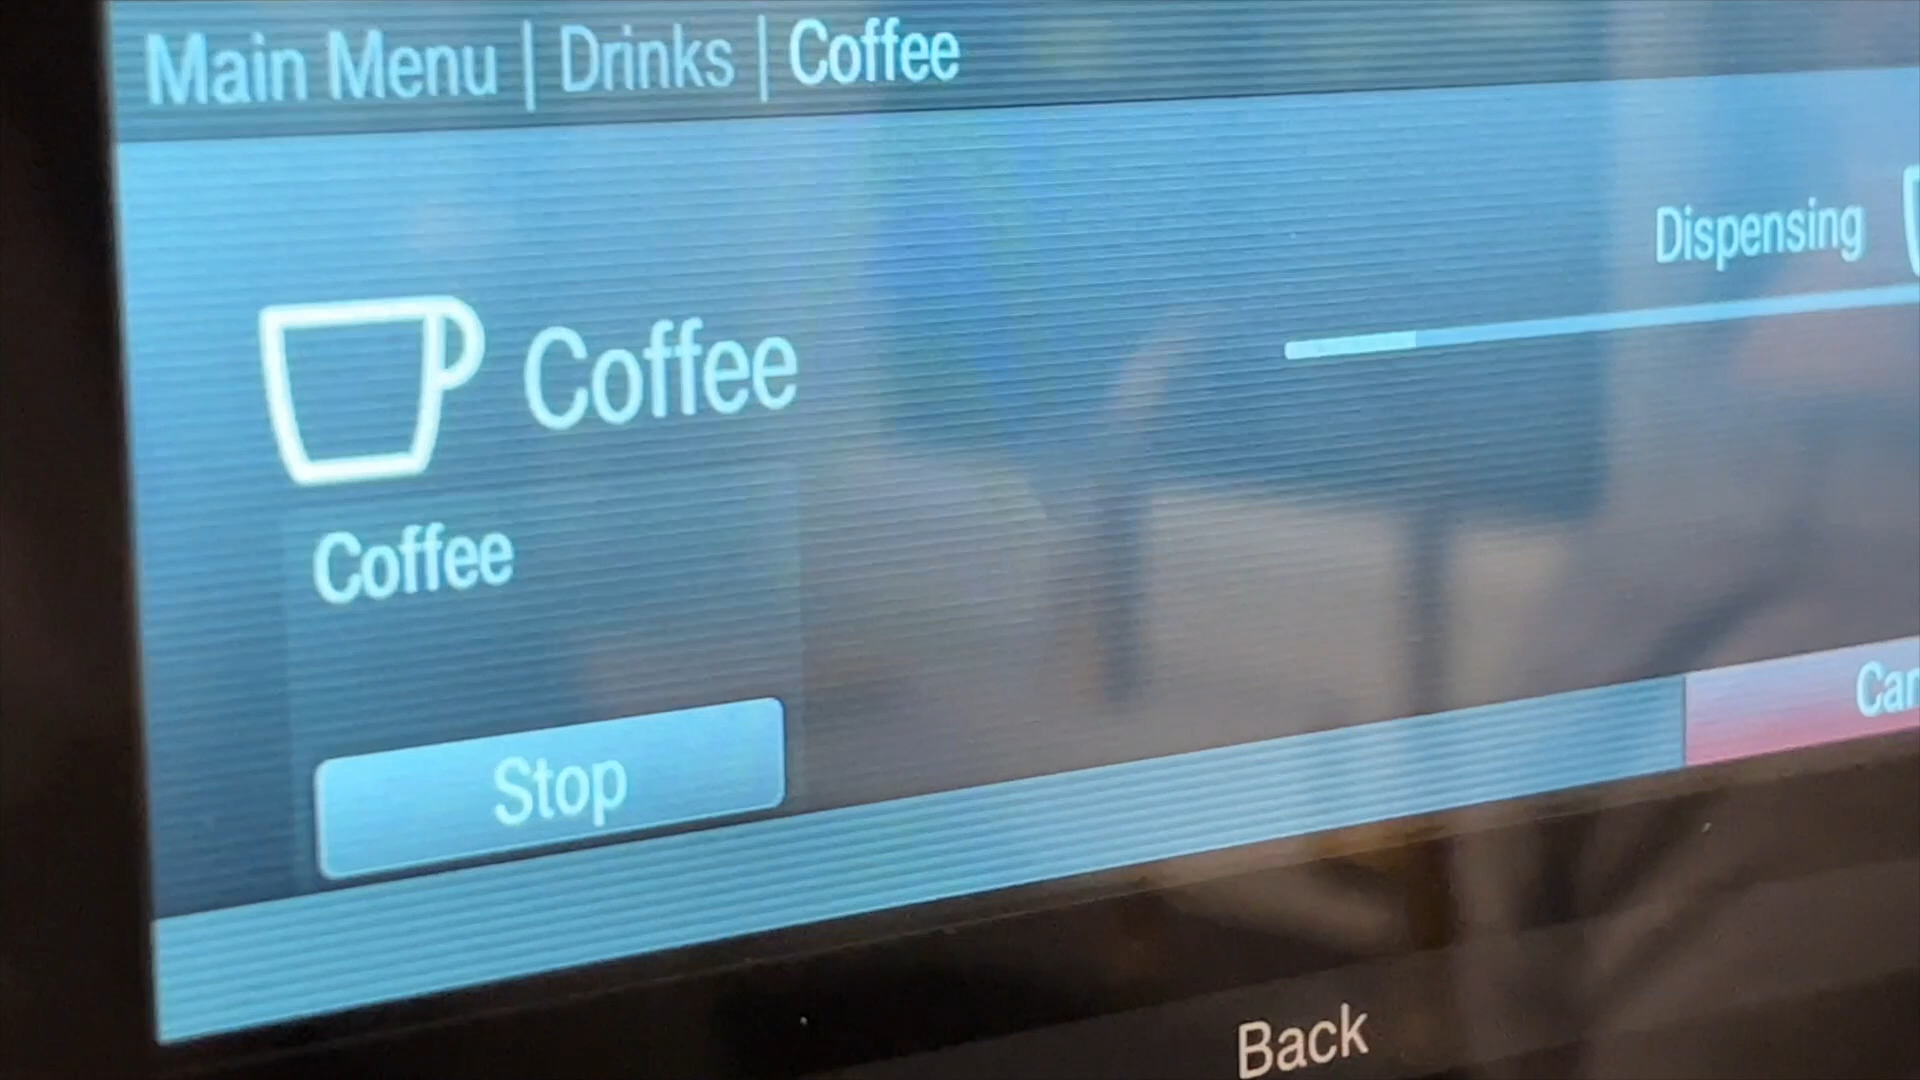 Main Menu | Drinks | Coffee
Dispensing
Coffee
Coffee
Stop
Back